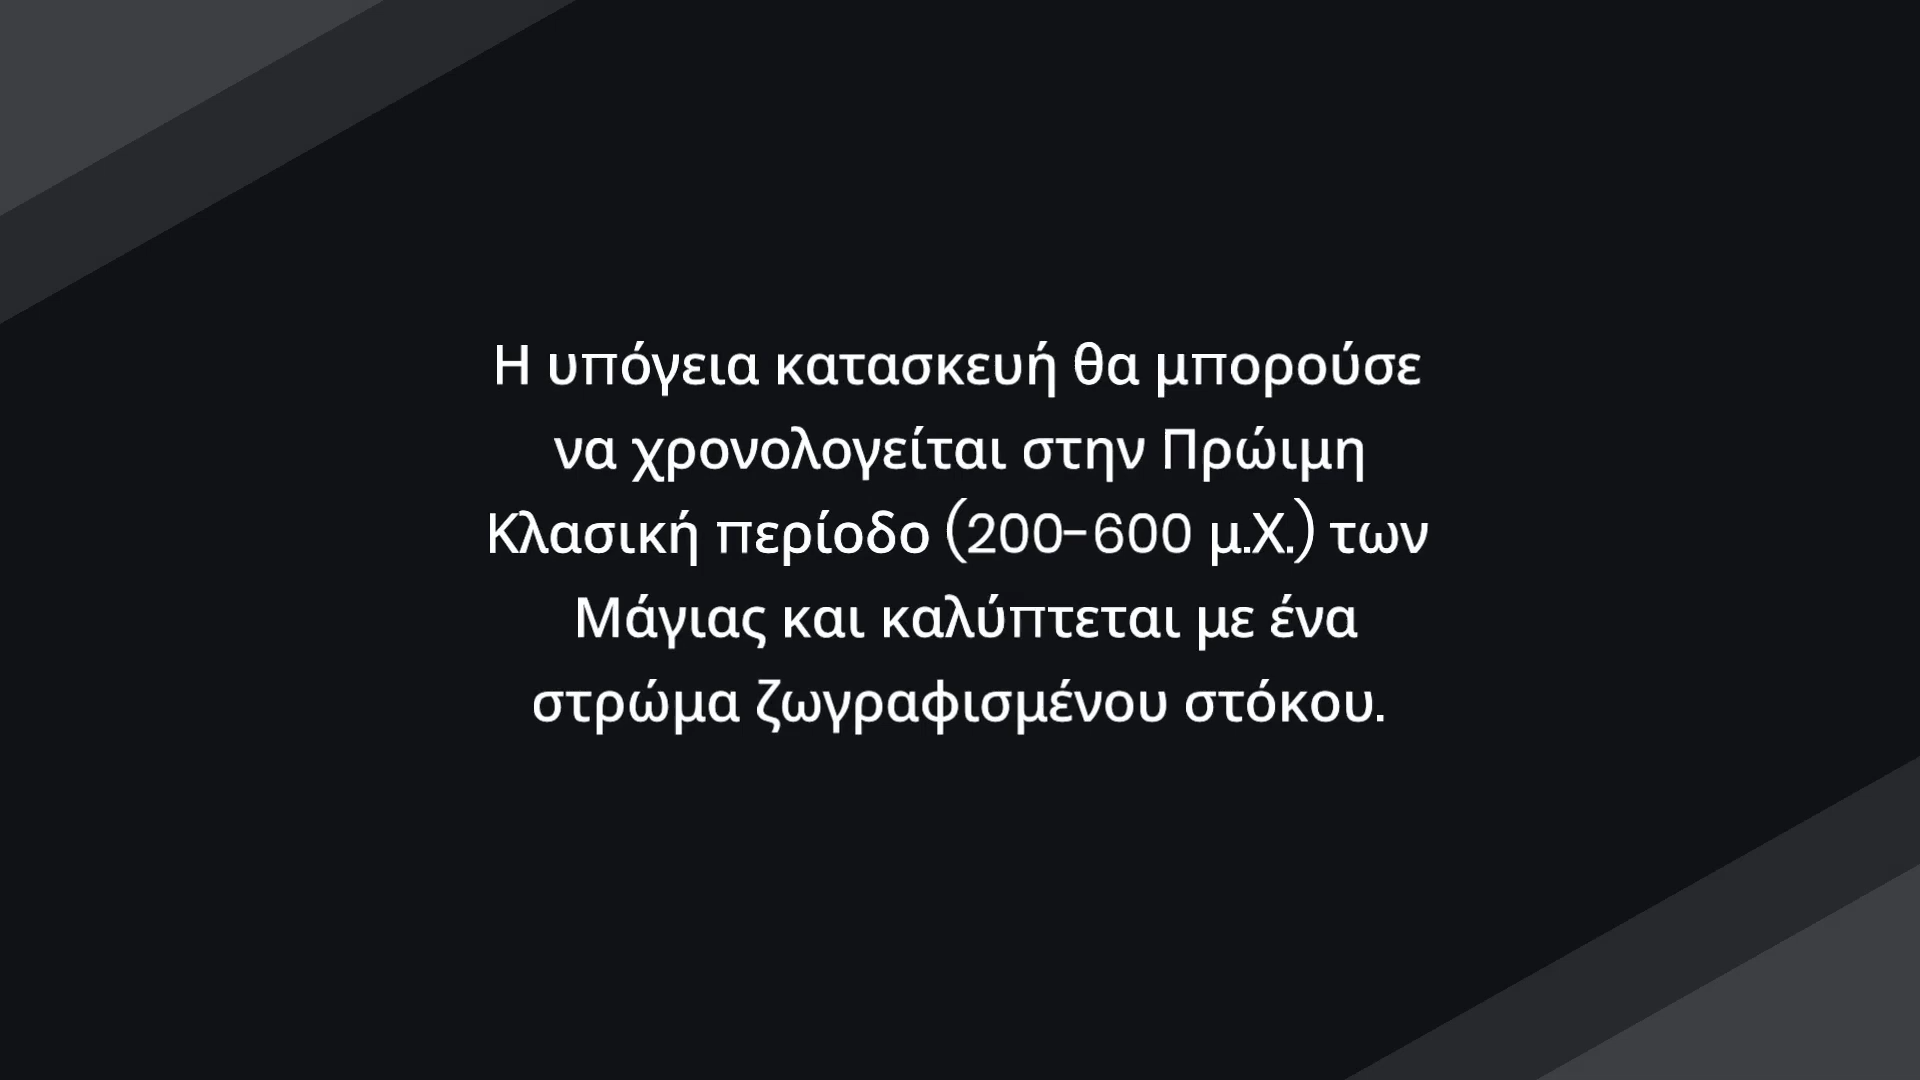 Η υπόγεια κατασκευή θα μπορούσε
να χρονολογείται στην Πρώιμη
Κλασική περίοδο (200-600 μ.Χ.) των
Μάγιας και καλύπτεται με ένα
στρώμα ζωγραφισμένου στόκου.